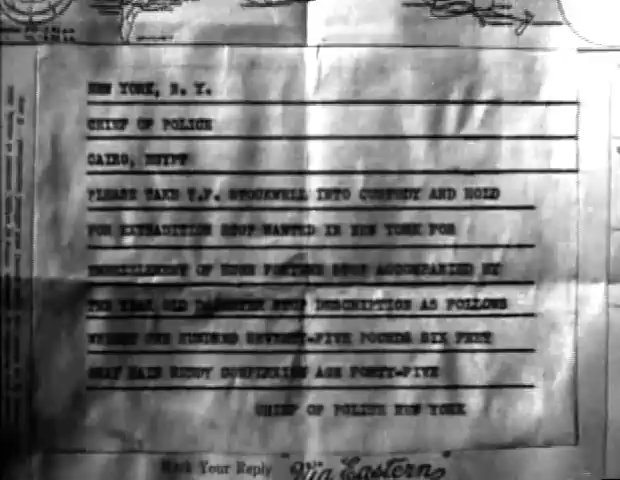 NEW YORK, N. Y.
CHIEF OF POLICE
CAIRO, EGYPT
PLEASE TAKE T.F. STOCKWELL INTO CUSTODY AND HOLD
FOR EXTRADITION STOP WANTED IN NEW YORK FOR
EMBEZZLEMENT OF HUGE FORTUNE STOP ACCOMPANIED BY
TEN YEAR OLD DAUGHTER STOP DESCRIPTION AS FOLLOWS
WEIGHT ONE HUNDRED SEVENTY-FIVE POUNDS SIX FEET
GRAY HAIR RUDDY COMPLEXION AGE FORTY-FIVE
CHIEF OF POLICE NEW YORK
Mark Your Reply "Via Eastern"